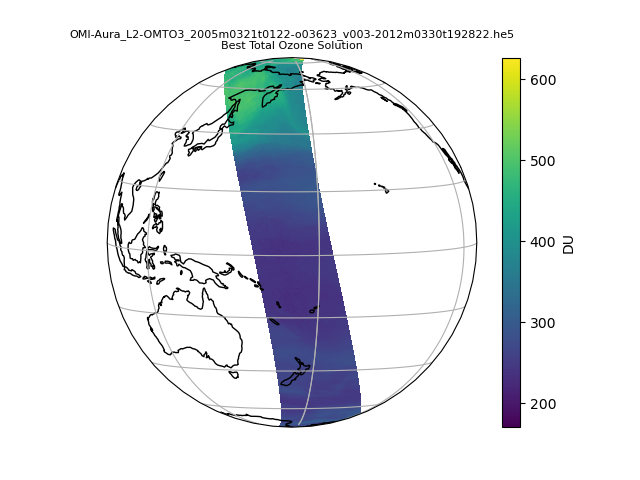 OMI-Aura_L2-OMTO3_2005m0321t0122-o03623_v003-2012m0330t192822.he5
Best Total Ozone Solution
600
500
400
300
200
DU